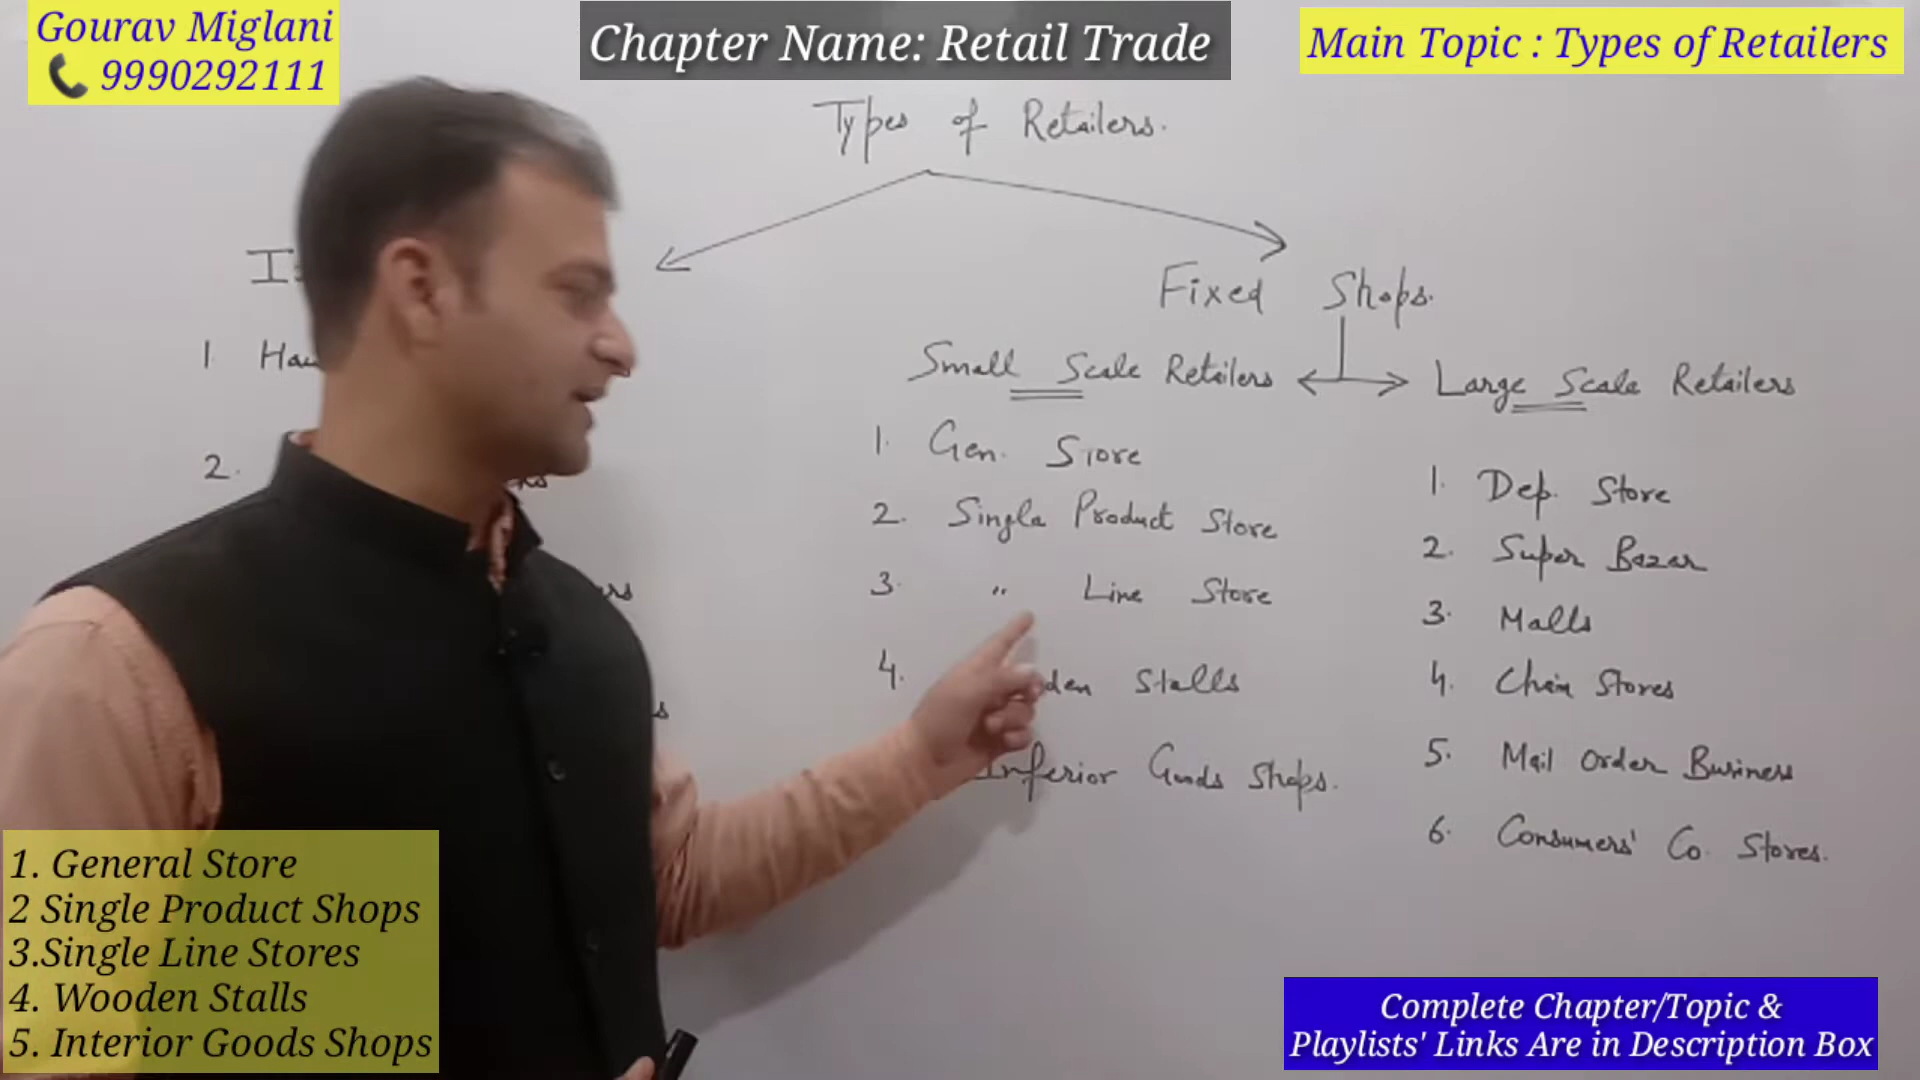 Gourav Miglani
9990292111
Chapter Name: Retail Trade
Main Topic : Types of Retailers
Types of Retailers.
Fixed Shops.
Small Scale Retailers
Large Scale Retailers
1
2.
1. Gen. Store
2. Single Product Store
3. " Line Store
4. Stalls
Inferior Goods Shops.
1. Dep. Store
2. Super Bazar
3. Malls
4. Chain Stores
5. Mail Order Business
6. Consumers' Co. Stores.
1. General Store
2 Single Product Shops
3.Single Line Stores
4. Wooden Stalls
5. Interior Goods Shops
Complete Chapter/Topic &
Playlists' Links Are in Description Box